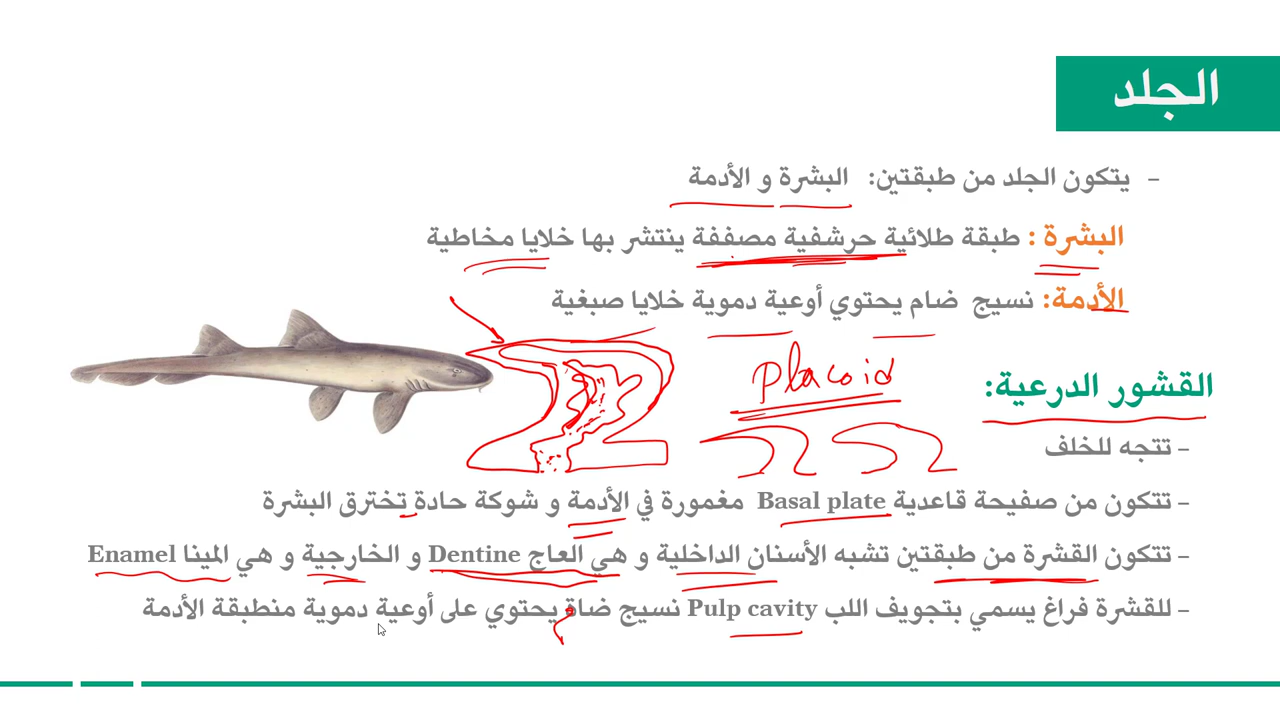 الجلد
- يتكون الجلد من طبقتين: البشرة و الأدمة
البشرة : طبقة طلائية حرشفية مصففة ينتشر بها خلايا مخاطية
الأدمة: نسيج ضام يحتوي أوعية دموية خلايا صبغية
القشور الدرعية:
placoid
- تتجه للخلف
- تتكون من صفيحة قاعدية Basal plate مغمورة في الأدمة و شوكة حادة تخترق البشرة
- تتكون القشرة من طبقتين تشبه الأسنان الداخلية و هي العاج Dentine و الخارجية و هي المينا Enamel
- للقشرة فراغ يسمي بتجويف اللب Pulp cavity نسيج ضاة يحتوي على أوعية دموية منطبقة الأدمة